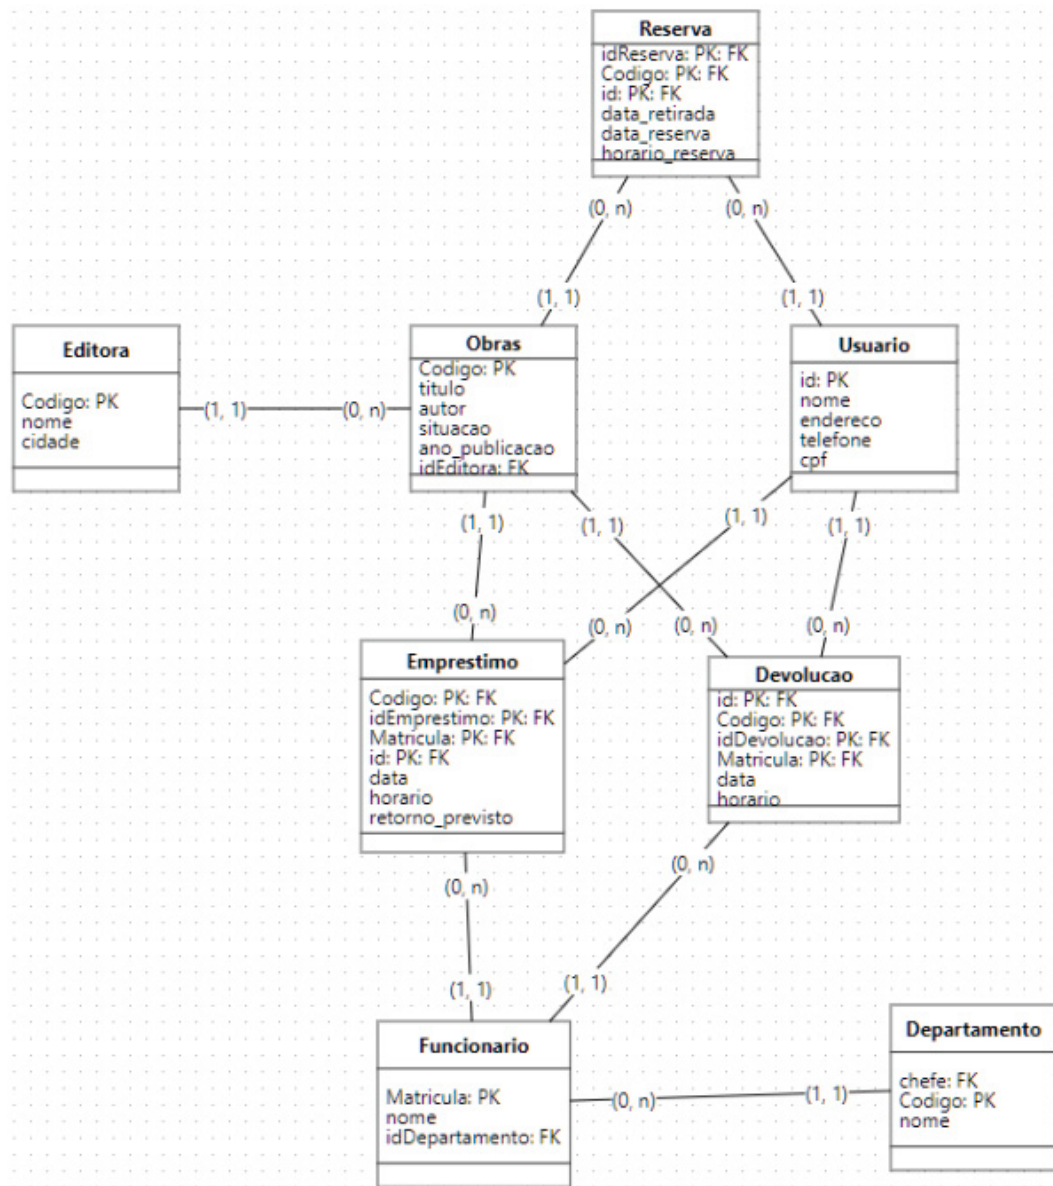 Reserva
idReserva: PK: FK
Codigo: PK: FK
id: PK: FK
data_retirada
data_reserva
horario_reserva
(0, n)
(0, n)
(1, 1)
(1, 1)
Editora
Codigo: PK
nome
cidade
(1, 1)
(0, n)
Obras
Codigo: PK
titulo
autor
situacao
ano_publicacao
idEditora: FK
Usuario
id: PK
nome
endereco
telefone
cpf
(1, 1)
(1, 1)
(1, 1)
(1, 1)
(0, n)
(0, n)
(0, n)
(0, n)
Emprestimo
Codigo: PK: FK
idEmprestimo: PK: FK
Matricula: PK: FK
id: PK: FK
data
horario
retorno_previsto
Devolucao
id: PK: FK
Codigo: PK: FK
idDevolucao: PK: FK
Matricula: PK: FK
data
horario
(0, n)
(0, n)
(1, 1)
(1, 1)
Funcionario
Matricula: PK
nome
idDepartamento: FK
(0, n)
(1, 1)
Departamento
chefe: FK
Codigo: PK
nome